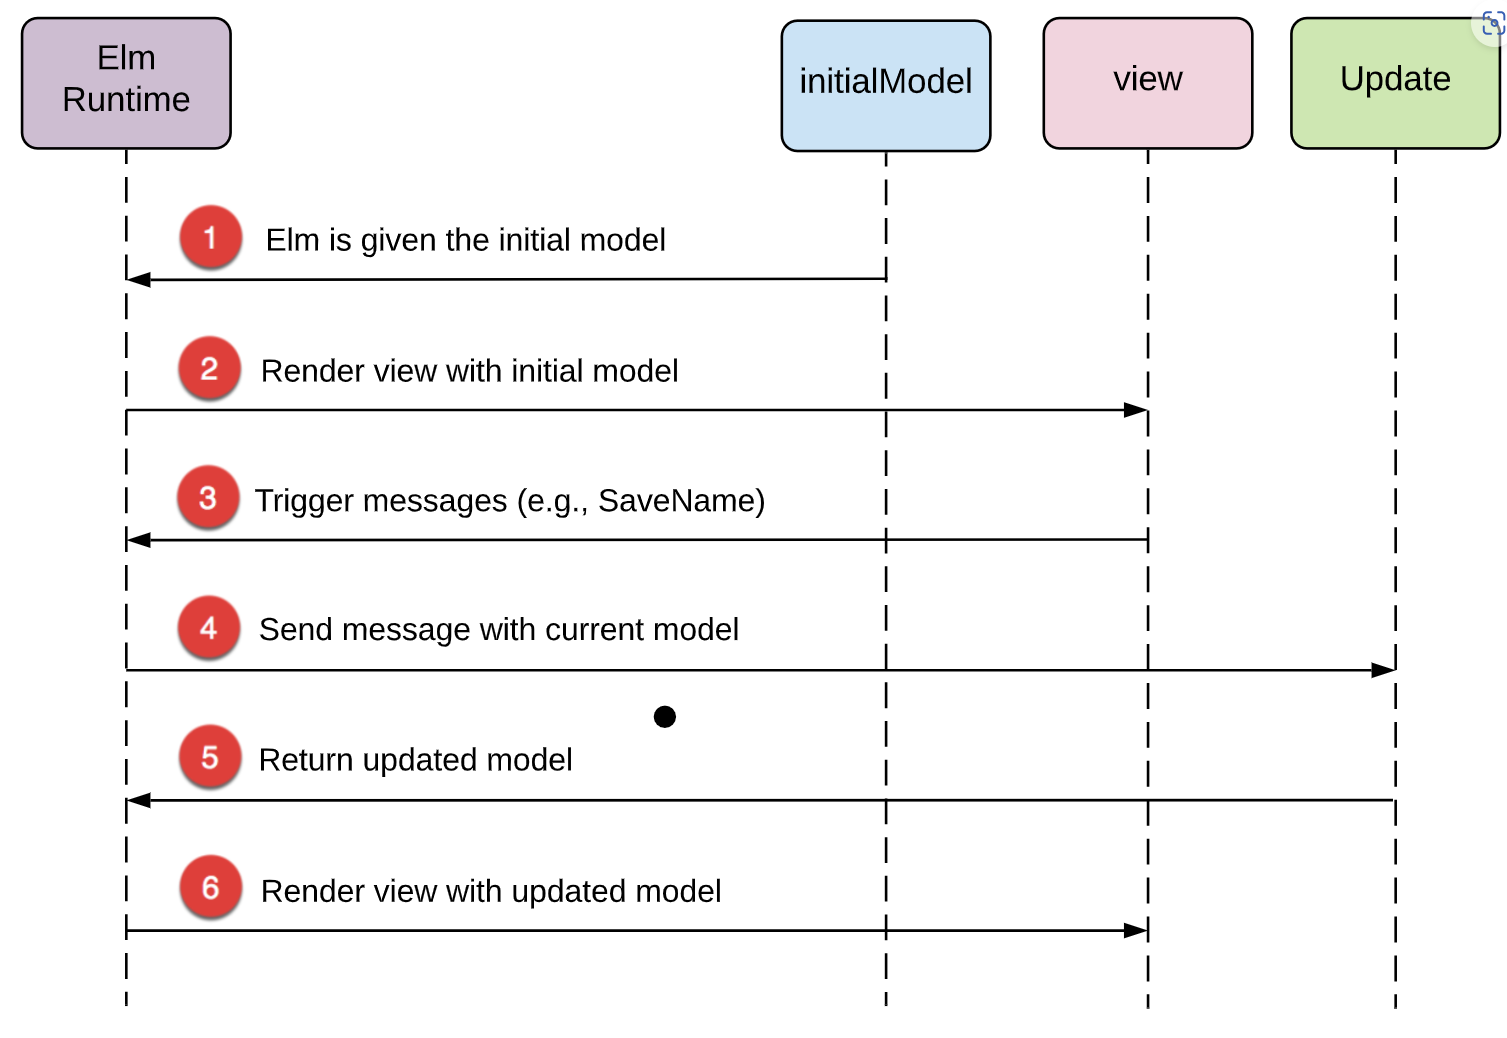 Elm
Runtime
initialModel
view
Update
1 Elm is given the initial model
2 Render view with initial model
3 Trigger messages (e.g., SaveName)
4 Send message with current model
5 Return updated model
6 Render view with updated model